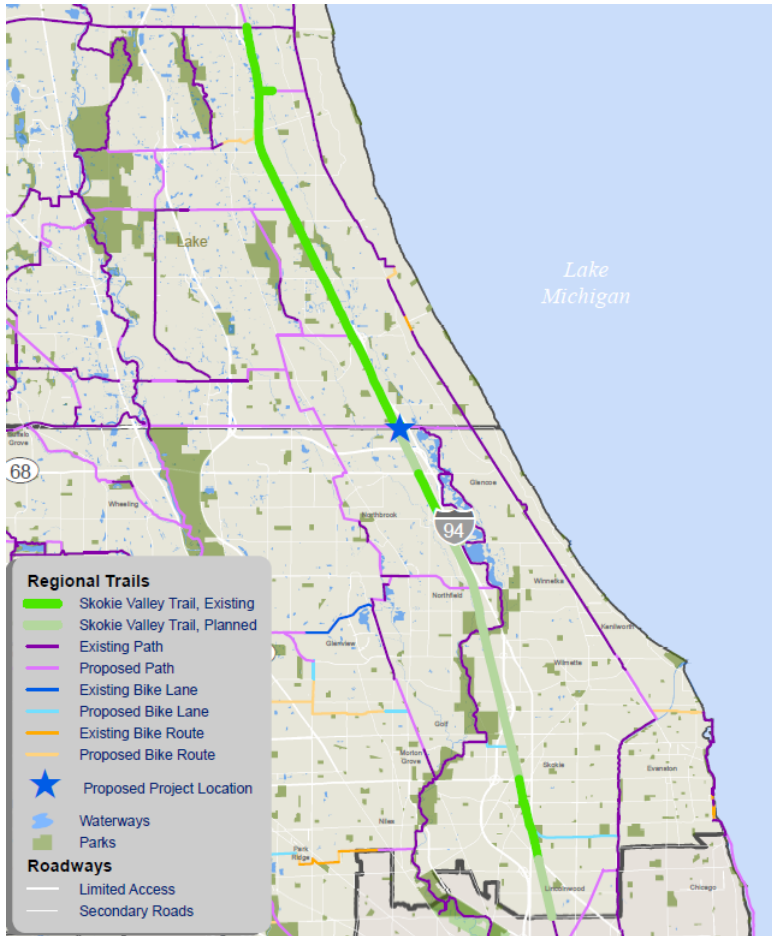 Lake
Lake
Michigan
Buffalo
Grove
68
Wheeling
Glencoe
Northbrook
94
Northfield
Winnetka
Kenilworth
Glenview
Wilmette
Golf
Morton
Grove
Skokie
Evanston
Niles
Park
Ridge
Lincolnwood
Chicago
Regional Trails
Skokie Valley Trail, Existing
Skokie Valley Trail, Planned
Existing Path
Proposed Path
Existing Bike Lane
Proposed Bike Lane
Existing Bike Route
Proposed Bike Route
Proposed Project Location
Waterways
Parks
Roadways
Limited Access
Secondary Roads